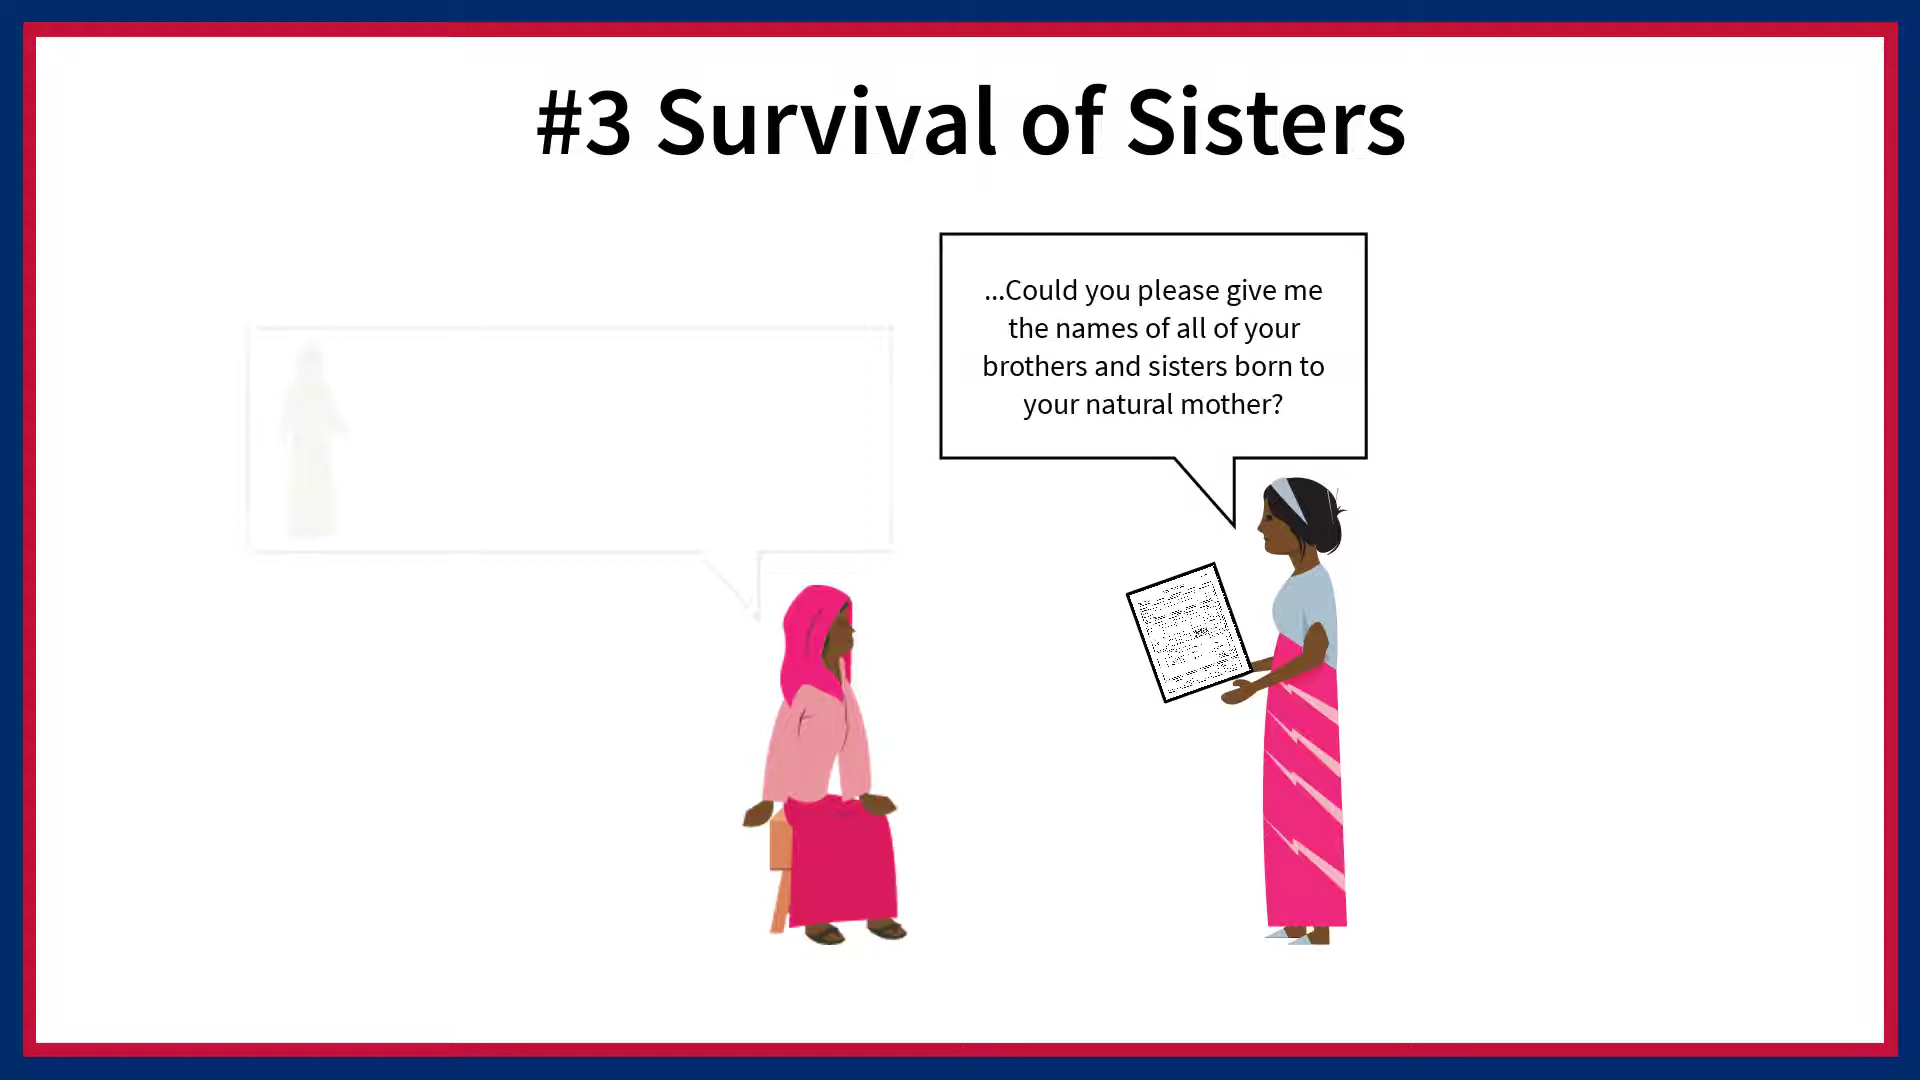 #3 Survival of Sisters
...Could you please give me
the names of all of your
brothers and sisters born to
your natural mother?